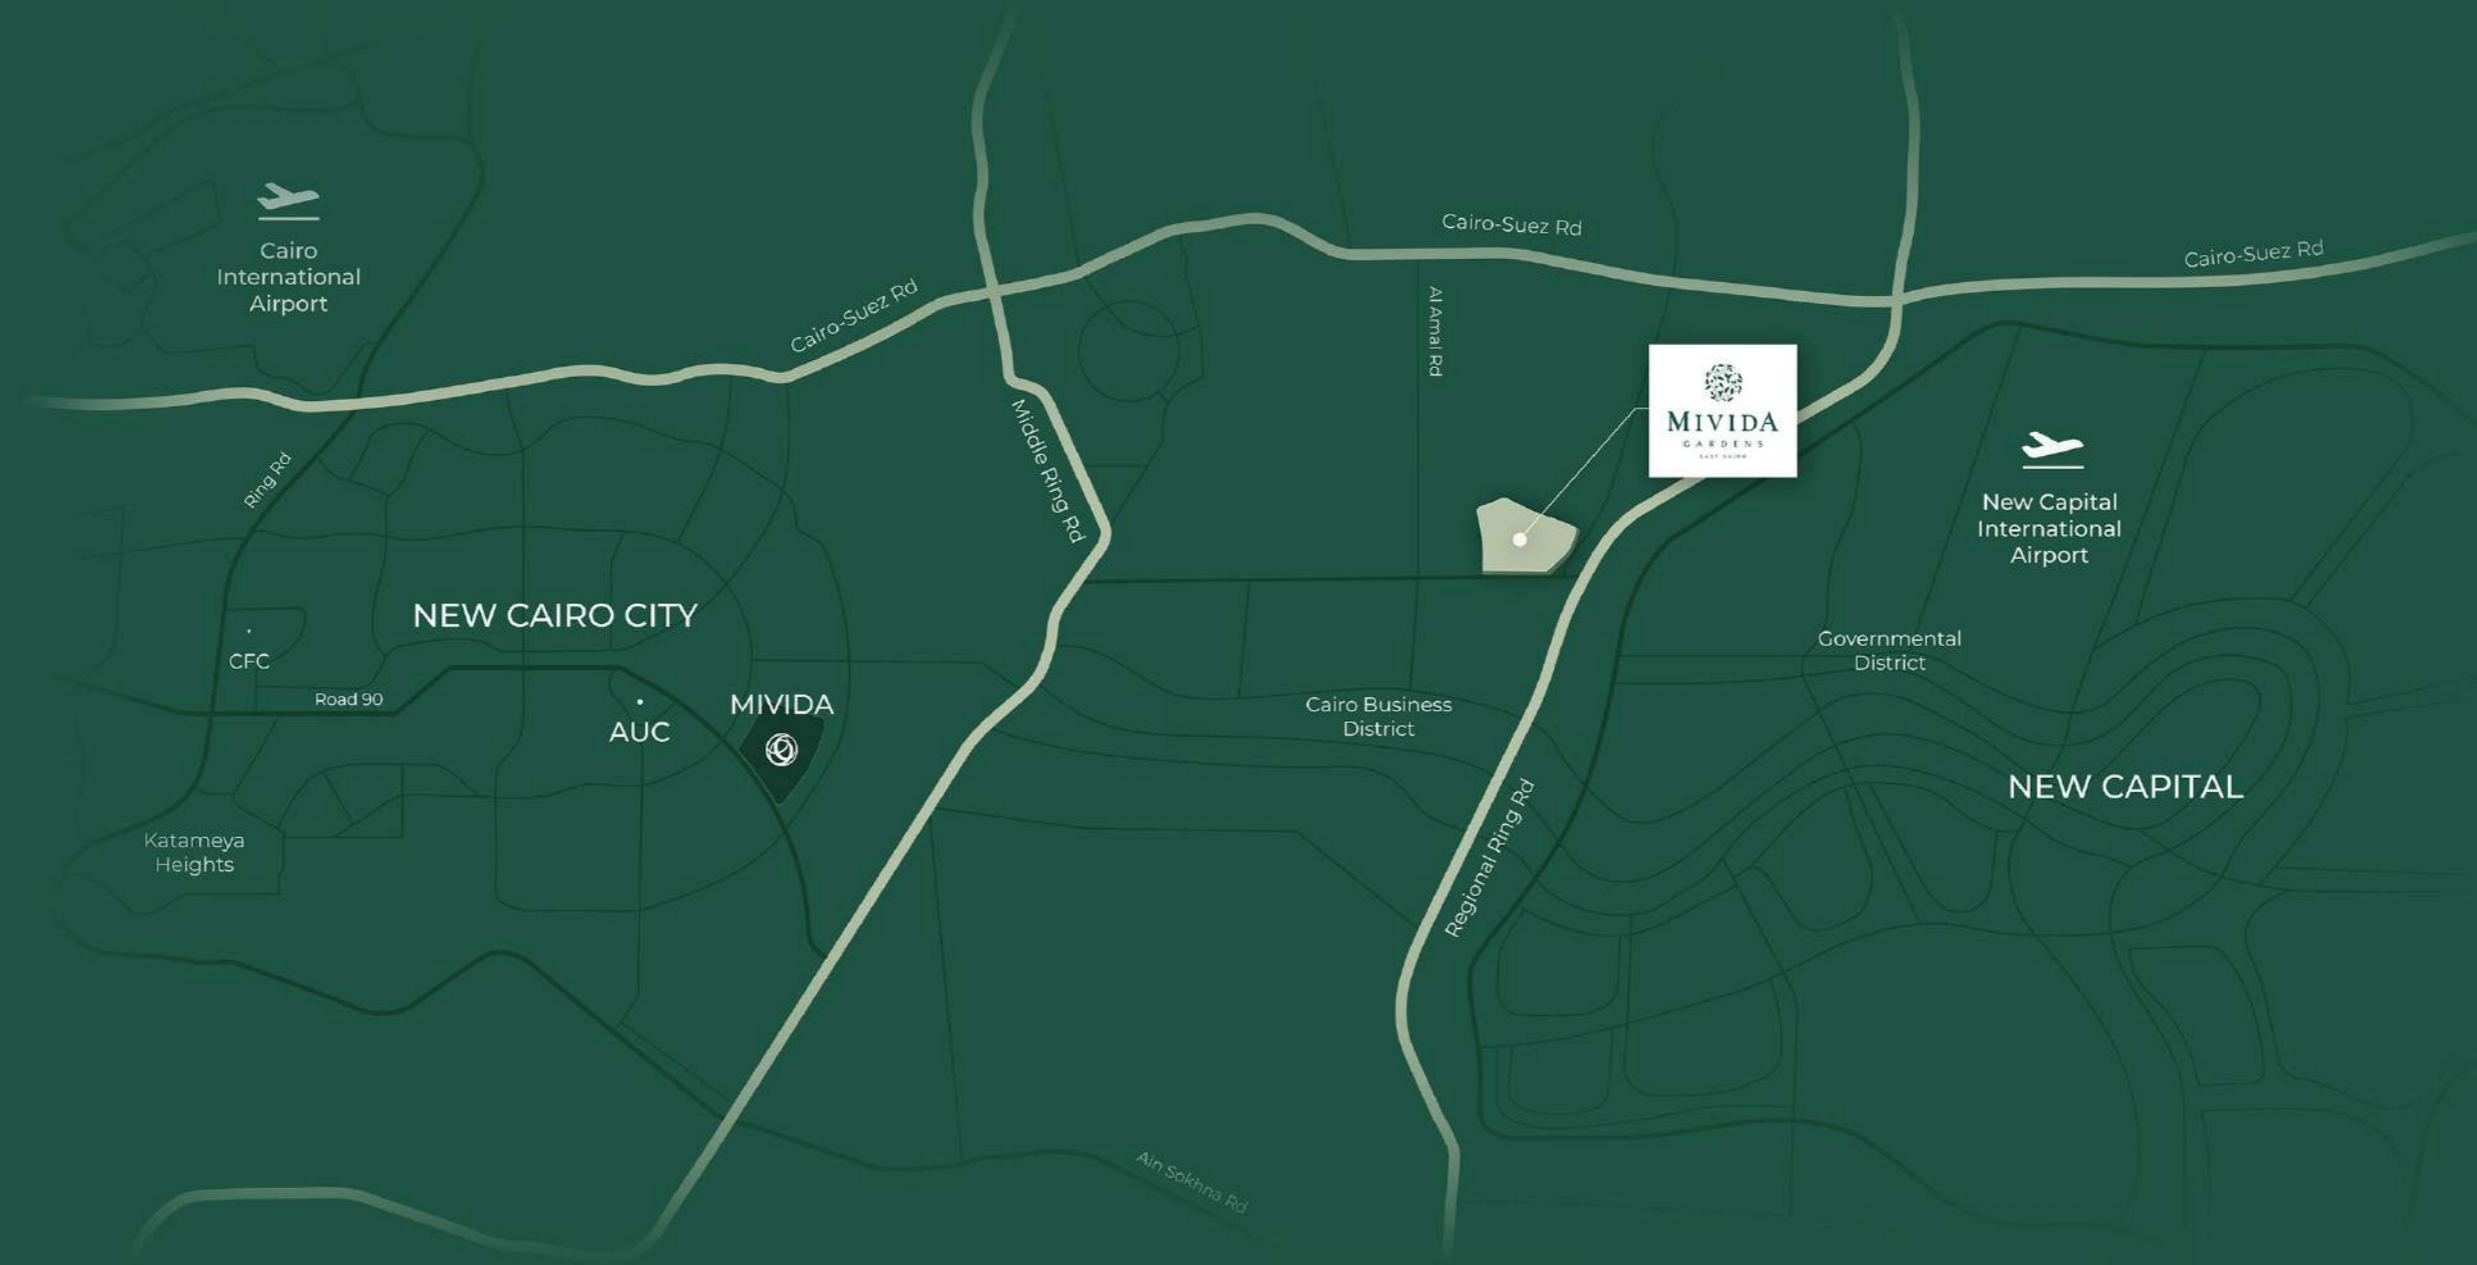 Cairo-Suez Rd
Cairo-Suez Rd
Cairo
International
Airport
Cairo-Suez Rd
Al Amal Rd
MIVIDA
GARDENS
EAST CAIRO
Middle Ring Rd
Ring Rd
New Capital
International
Airport
NEW CAIRO CITY
CFC
Governmental
District
Road 90
MIVIDA
AUC
Cairo Business
District
NEW CAPITAL
Regional Ring Rd
Katameya
Heights
Ain Sokhna Rd